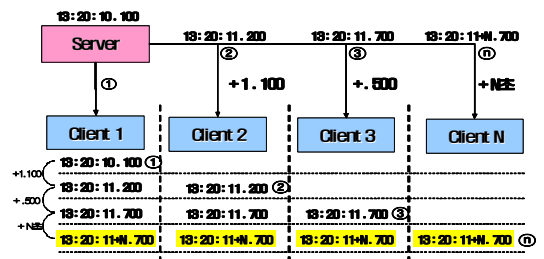 13:20:10.100
Server
13:20:11.200
13:20:11.700
13:20:11+N.700
① ② ③ ⓝ
+1.100
+.500
+N초
Client 1
Client 2
Client 3
Client N
13:20:10.100 ①
+1.100
13:20:11.200
13:20:11.200 ②
+.500
13:20:11.700
13:20:11.700
13:20:11.700 ③
+N초
13:20:11+N.700
13:20:11+N.700
13:20:11+N.700
13:20:11+N.700 ⓝ